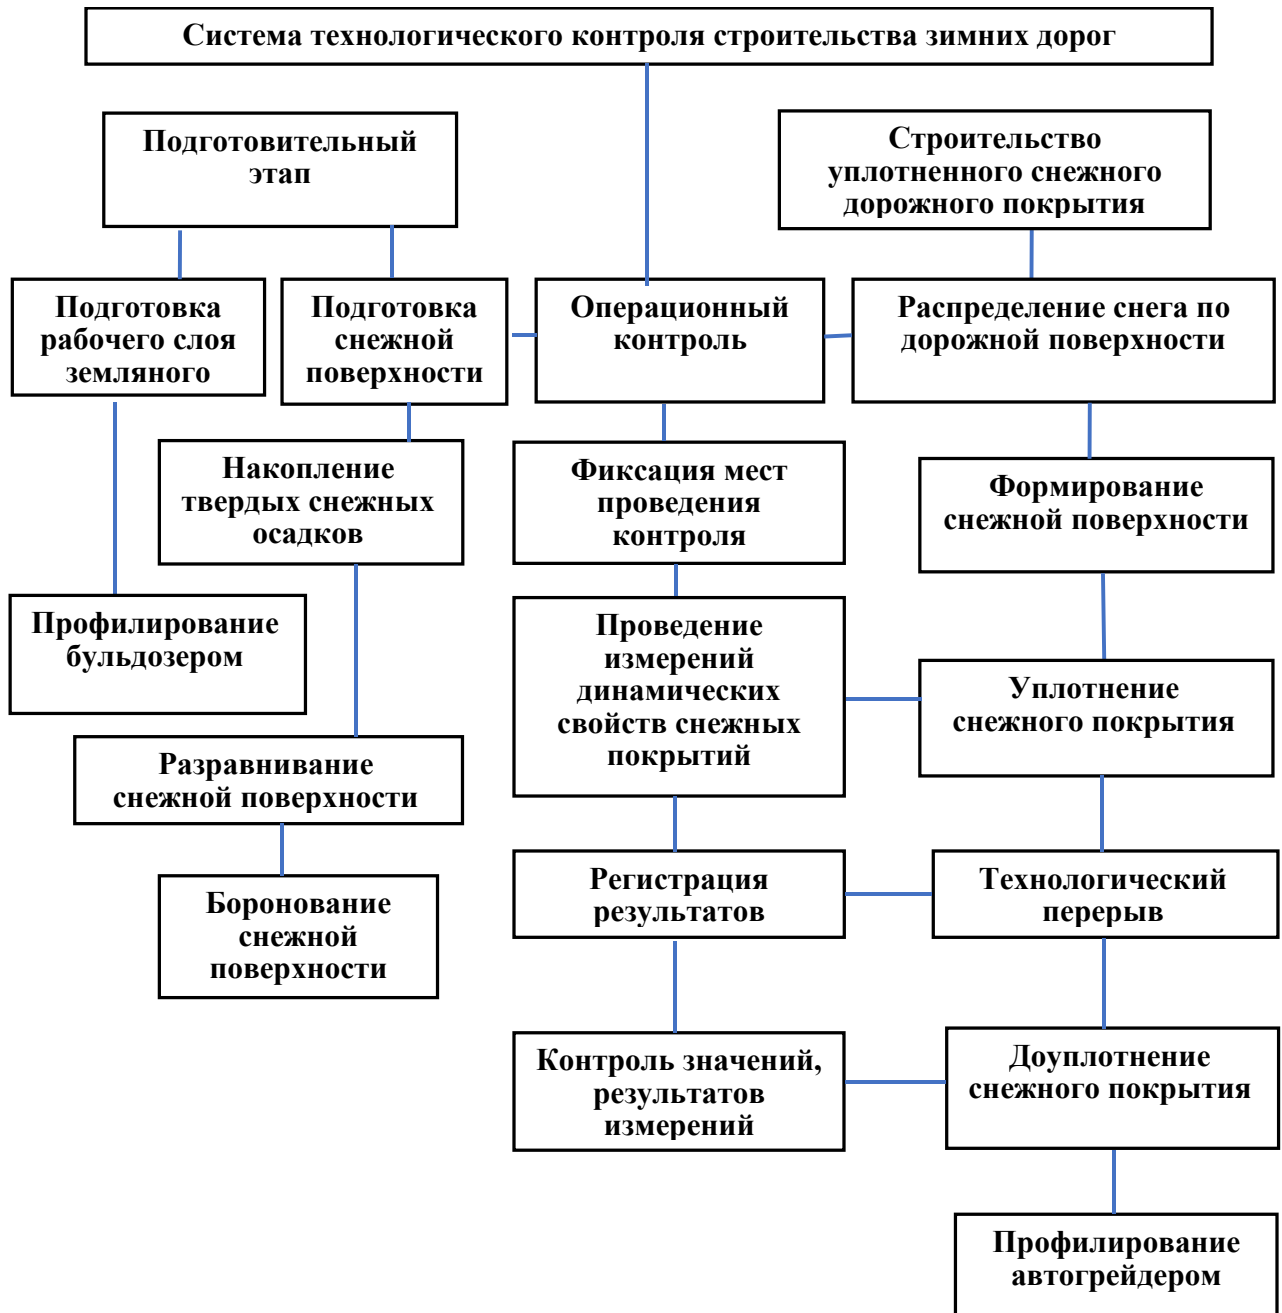 Система технологического контроля строительства зимних дорог
Подготовительный
этап
Строительство
уплотненного снежного
дорожного покрытия
Подготовка
рабочего слоя
земляного
Подготовка
снежной
поверхности
Операционный
контроль
Распределение снега по
дорожной поверхности
Накопление
твердых снежных
осадков
Фиксация мест
проведения
контроля
Формирование
снежной поверхности
Профилирование
бульдозером
Проведение
измерений
динамических
свойств снежных
покрытий
Уплотнение
снежного покрытия
Разравнивание
снежной поверхности
Боронование
снежной
поверхности
Регистрация
результатов
Технологический
перерыв
Контроль значений,
результатов
измерений
Доуплотнение
снежного покрытия
Профилирование
автогрейдером